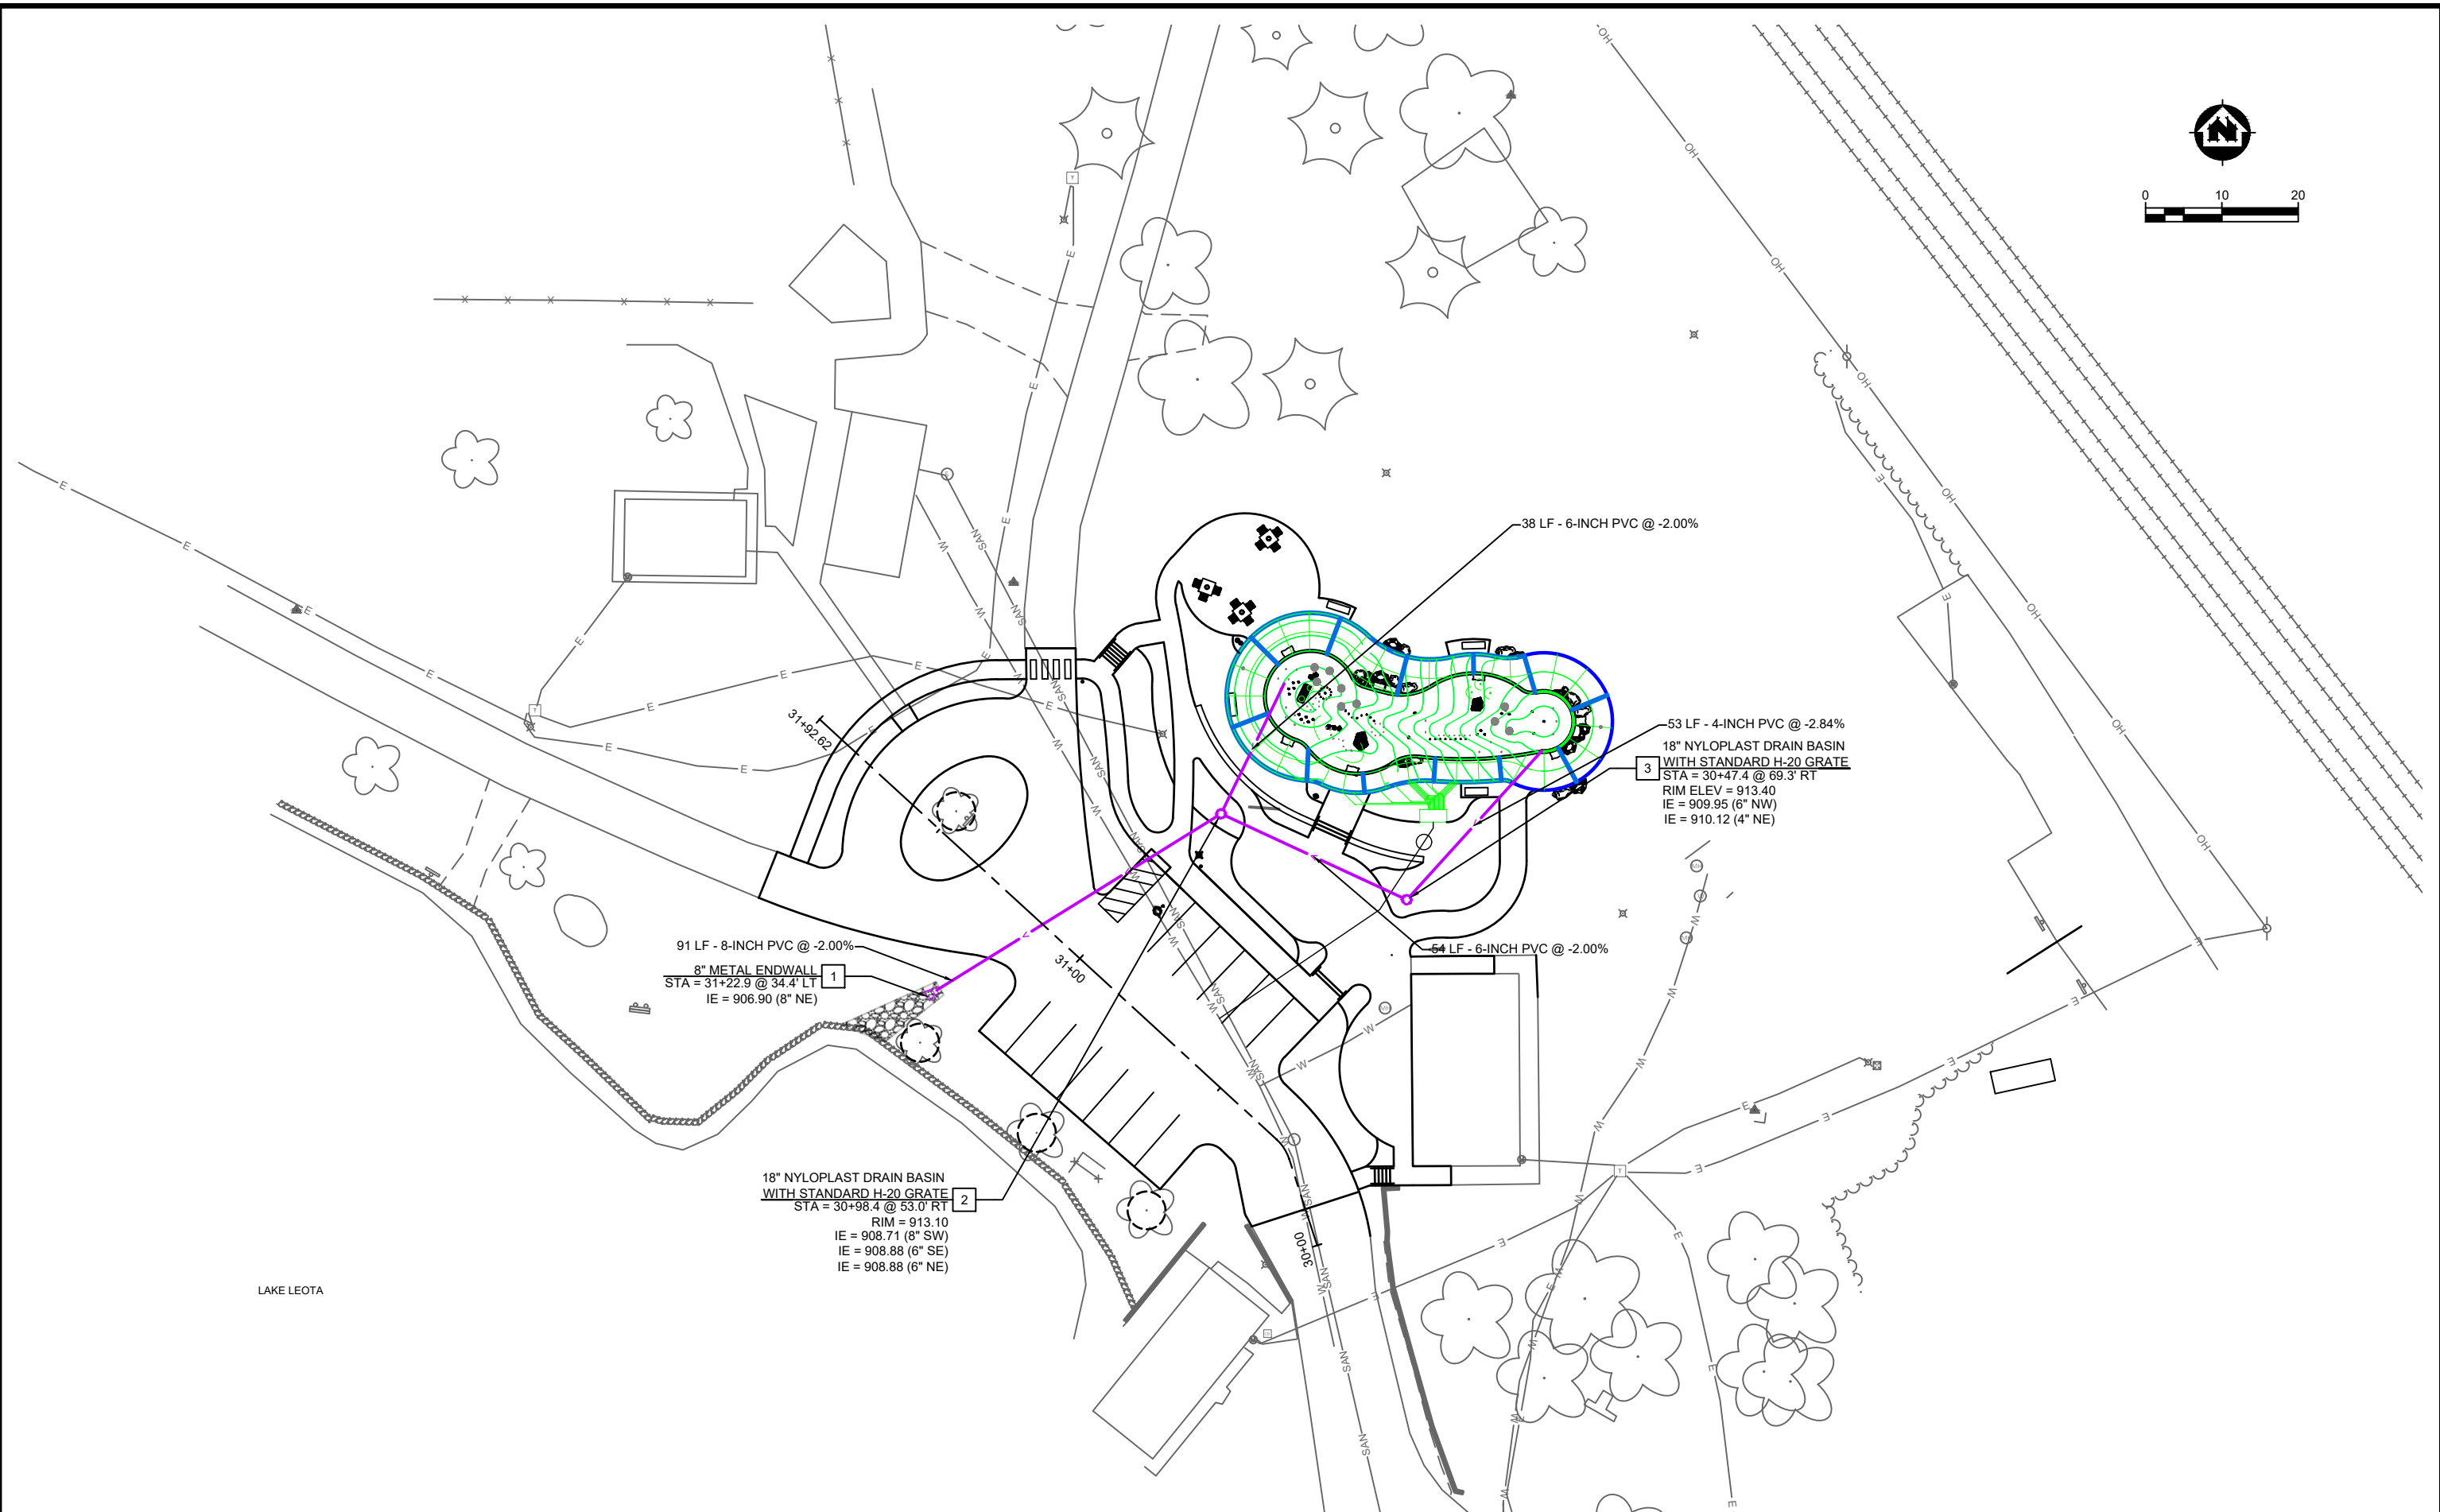 N
0 10 20
38 LF - 6-INCH PVC @ -2.00%
53 LF - 4-INCH PVC @ -2.84%
3
18" NYLOPLAST DRAIN BASIN
WITH STANDARD H-20 GRATE
STA = 30+47.4 @ 69.3' RT
RIM ELEV = 913.40
IE = 909.95 (6" NW)
IE = 910.12 (4" NE)
31+92.62
91 LF - 8-INCH PVC @ -2.00%
8" METAL ENDWALL
1
STA = 31+22.9 @ 34.4' LT
IE = 906.90 (8" NE)
54 LF - 6-INCH PVC @ -2.00%
31+00
18" NYLOPLAST DRAIN BASIN
WITH STANDARD H-20 GRATE
2
STA = 30+98.4 @ 53.0' RT
RIM = 913.10
IE = 908.71 (8" SW)
IE = 908.88 (6" SE)
IE = 908.88 (6" NE)
30+00
LAKE LEOTA